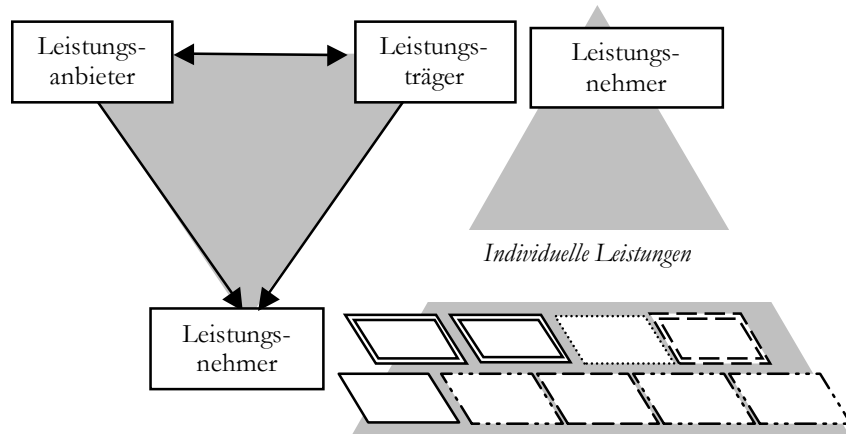 Leistungs-
anbieter
Leistungs-
träger
Leistungs-
nehmer
Individuelle Leistungen
Leistungs-
nehmer